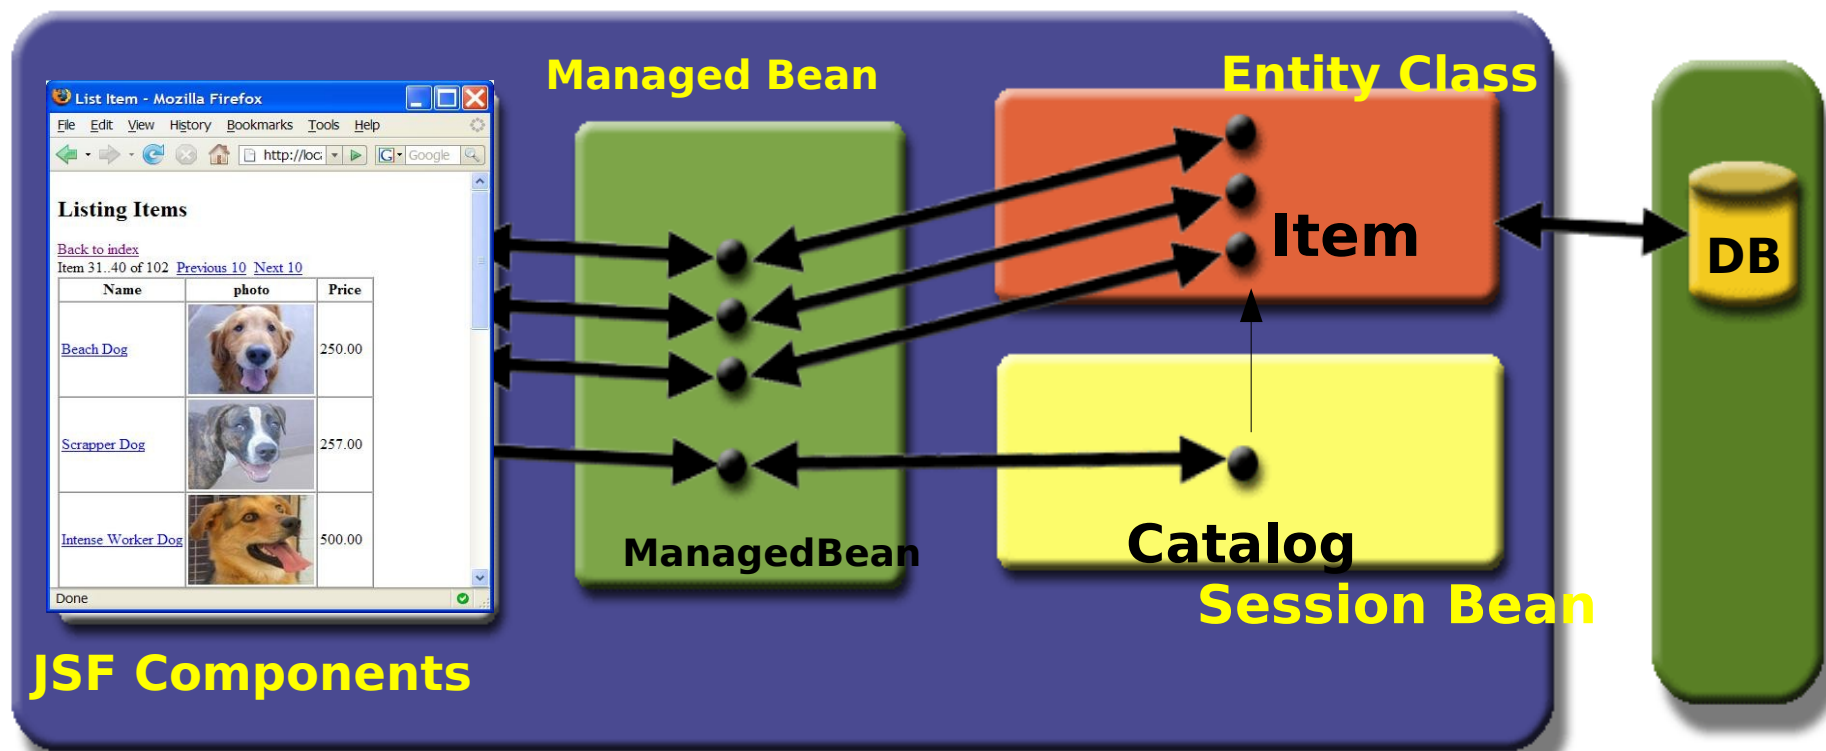 Managed Bean
Entity Class
List Item - Mozilla Firefox
File Edit View History Bookmarks Tools Help
http://loc
G Google
Listing Items
Back to index
Item 31..40 of 102 Previous 10 Next 10
Name photo Price
Beach Dog 250.00
Scrapper Dog 257.00
Intense Worker Dog 500.00
Done
Item
DB
ManagedBean
Catalog
Session Bean
JSF Components